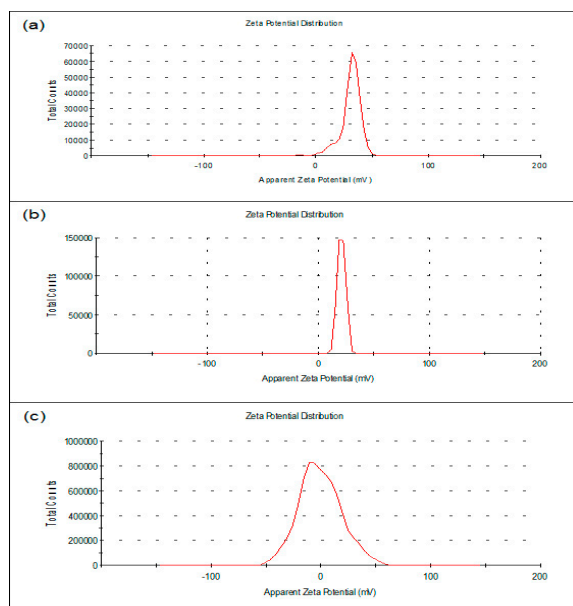 (a)
Zeta Potential Distribution
Total Counts
70000
60000
50000
40000
30000
20000
10000
0
-100 0 100 200
Apparent Zeta Potential (mV)
(b)
Zeta Potential Distribution
Total Counts
150000
100000
50000
0
-100 0 100 200
Apparent Zeta Potential (mV)
(c)
Zeta Potential Distribution
Total Counts
1000000
800000
600000
400000
200000
0
-100 0 100 200
Apparent Zeta Potential (mV)